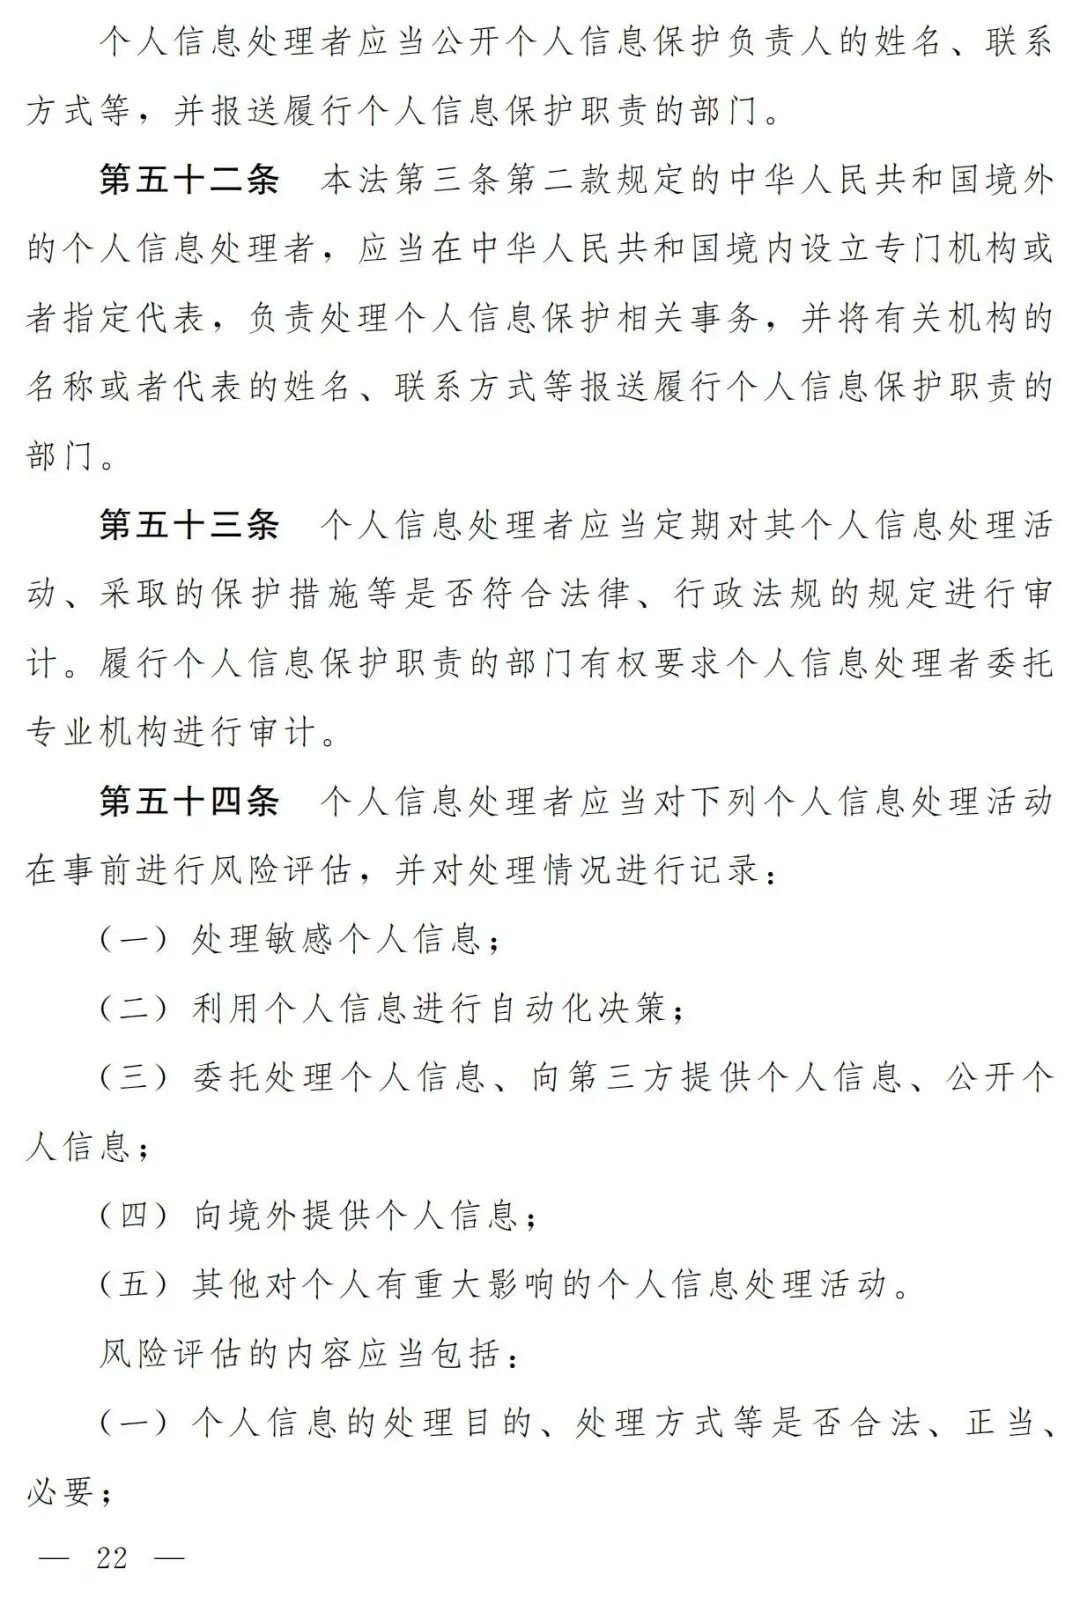 个人信息处理者应当公开个人信息保护负责人的姓名、联系
方式等，并报送履行个人信息保护职责的部门。
第五十二条　本法第三条第二款规定的中华人民共和国境外
的个人信息处理者，应当在中华人民共和国境内设立专门机构或
者指定代表，负责处理个人信息保护相关事务，并将有关机构的
名称或者代表的姓名、联系方式等报送履行个人信息保护职责的
部门。
第五十三条　个人信息处理者应当定期对其个人信息处理活
动、采取的保护措施等是否符合法律、行政法规的规定进行审
计。履行个人信息保护职责的部门有权要求个人信息处理者委托
专业机构进行审计。
第五十四条　个人信息处理者应当对下列个人信息处理活动
在事前进行风险评估，并对处理情况进行记录：
（一）处理敏感个人信息；
（二）利用个人信息进行自动化决策；
（三）委托处理个人信息、向第三方提供个人信息、公开个
人信息；
（四）向境外提供个人信息；
（五）其他对个人有重大影响的个人信息处理活动。
风险评估的内容应当包括：
（一）个人信息的处理目的、处理方式等是否合法、正当、
必要；
— 22 —